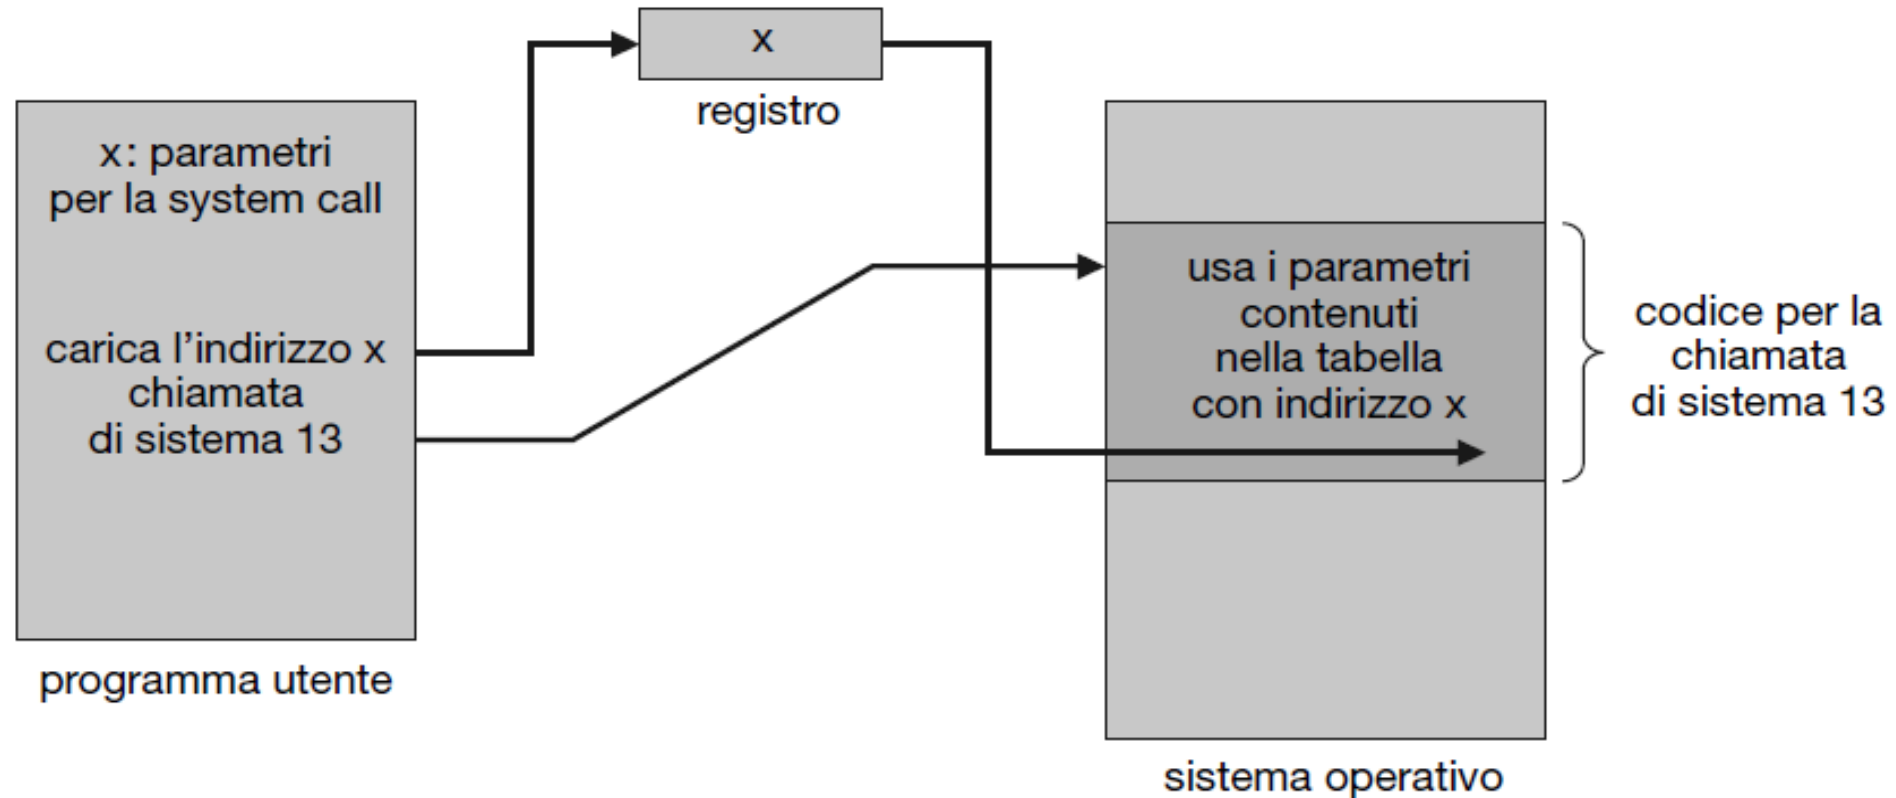 x
registro
x: parametri
per la system call
carica l'indirizzo x
chiamata
di sistema 13
programma utente
usa i parametri
contenuti
nella tabella
con indirizzo x
codice per la
chiamata
di sistema 13
sistema operativo